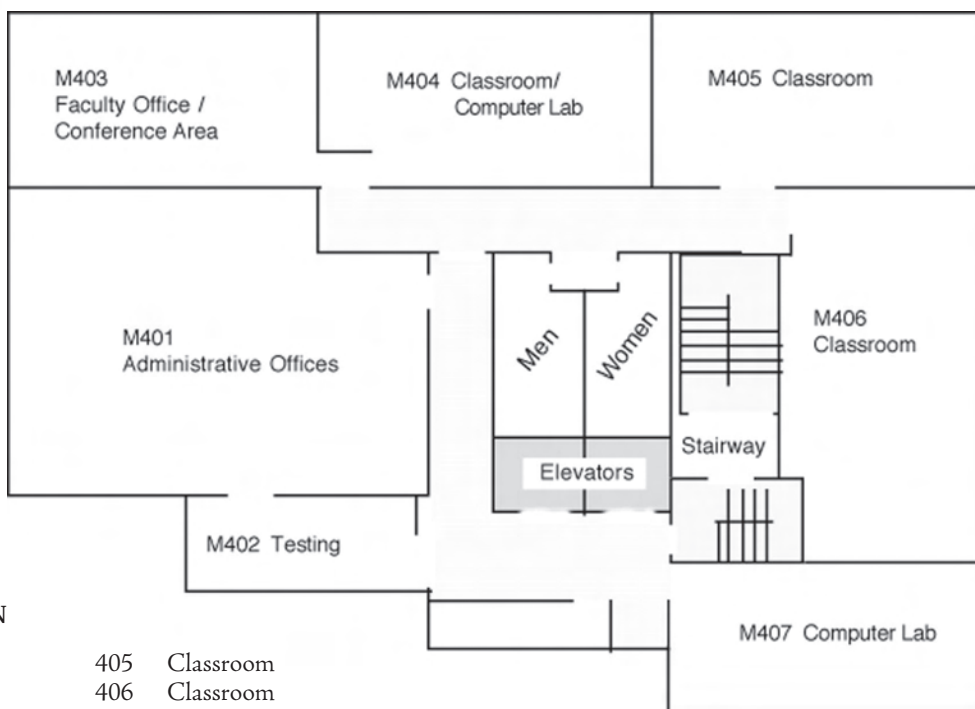 M403
Faculty Office /
Conference Area
M404 Classroom/
Computer Lab
M405 Classroom
M401
Administrative Offices
Men
Women
M406
Classroom
Stairway
Elevators
M402 Testing
N
M407 Computer Lab
405 Classroom
406 Classroom